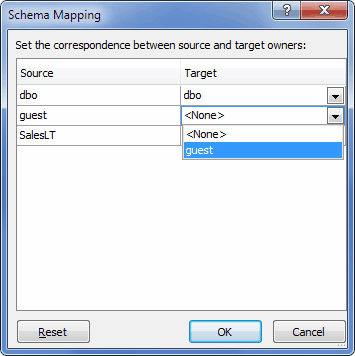 Schema Mapping
Set the correspondence between source and target owners:
Source Target
dbo dbo
guest <None>
SalesLT <None>
guest
Reset OK Cancel